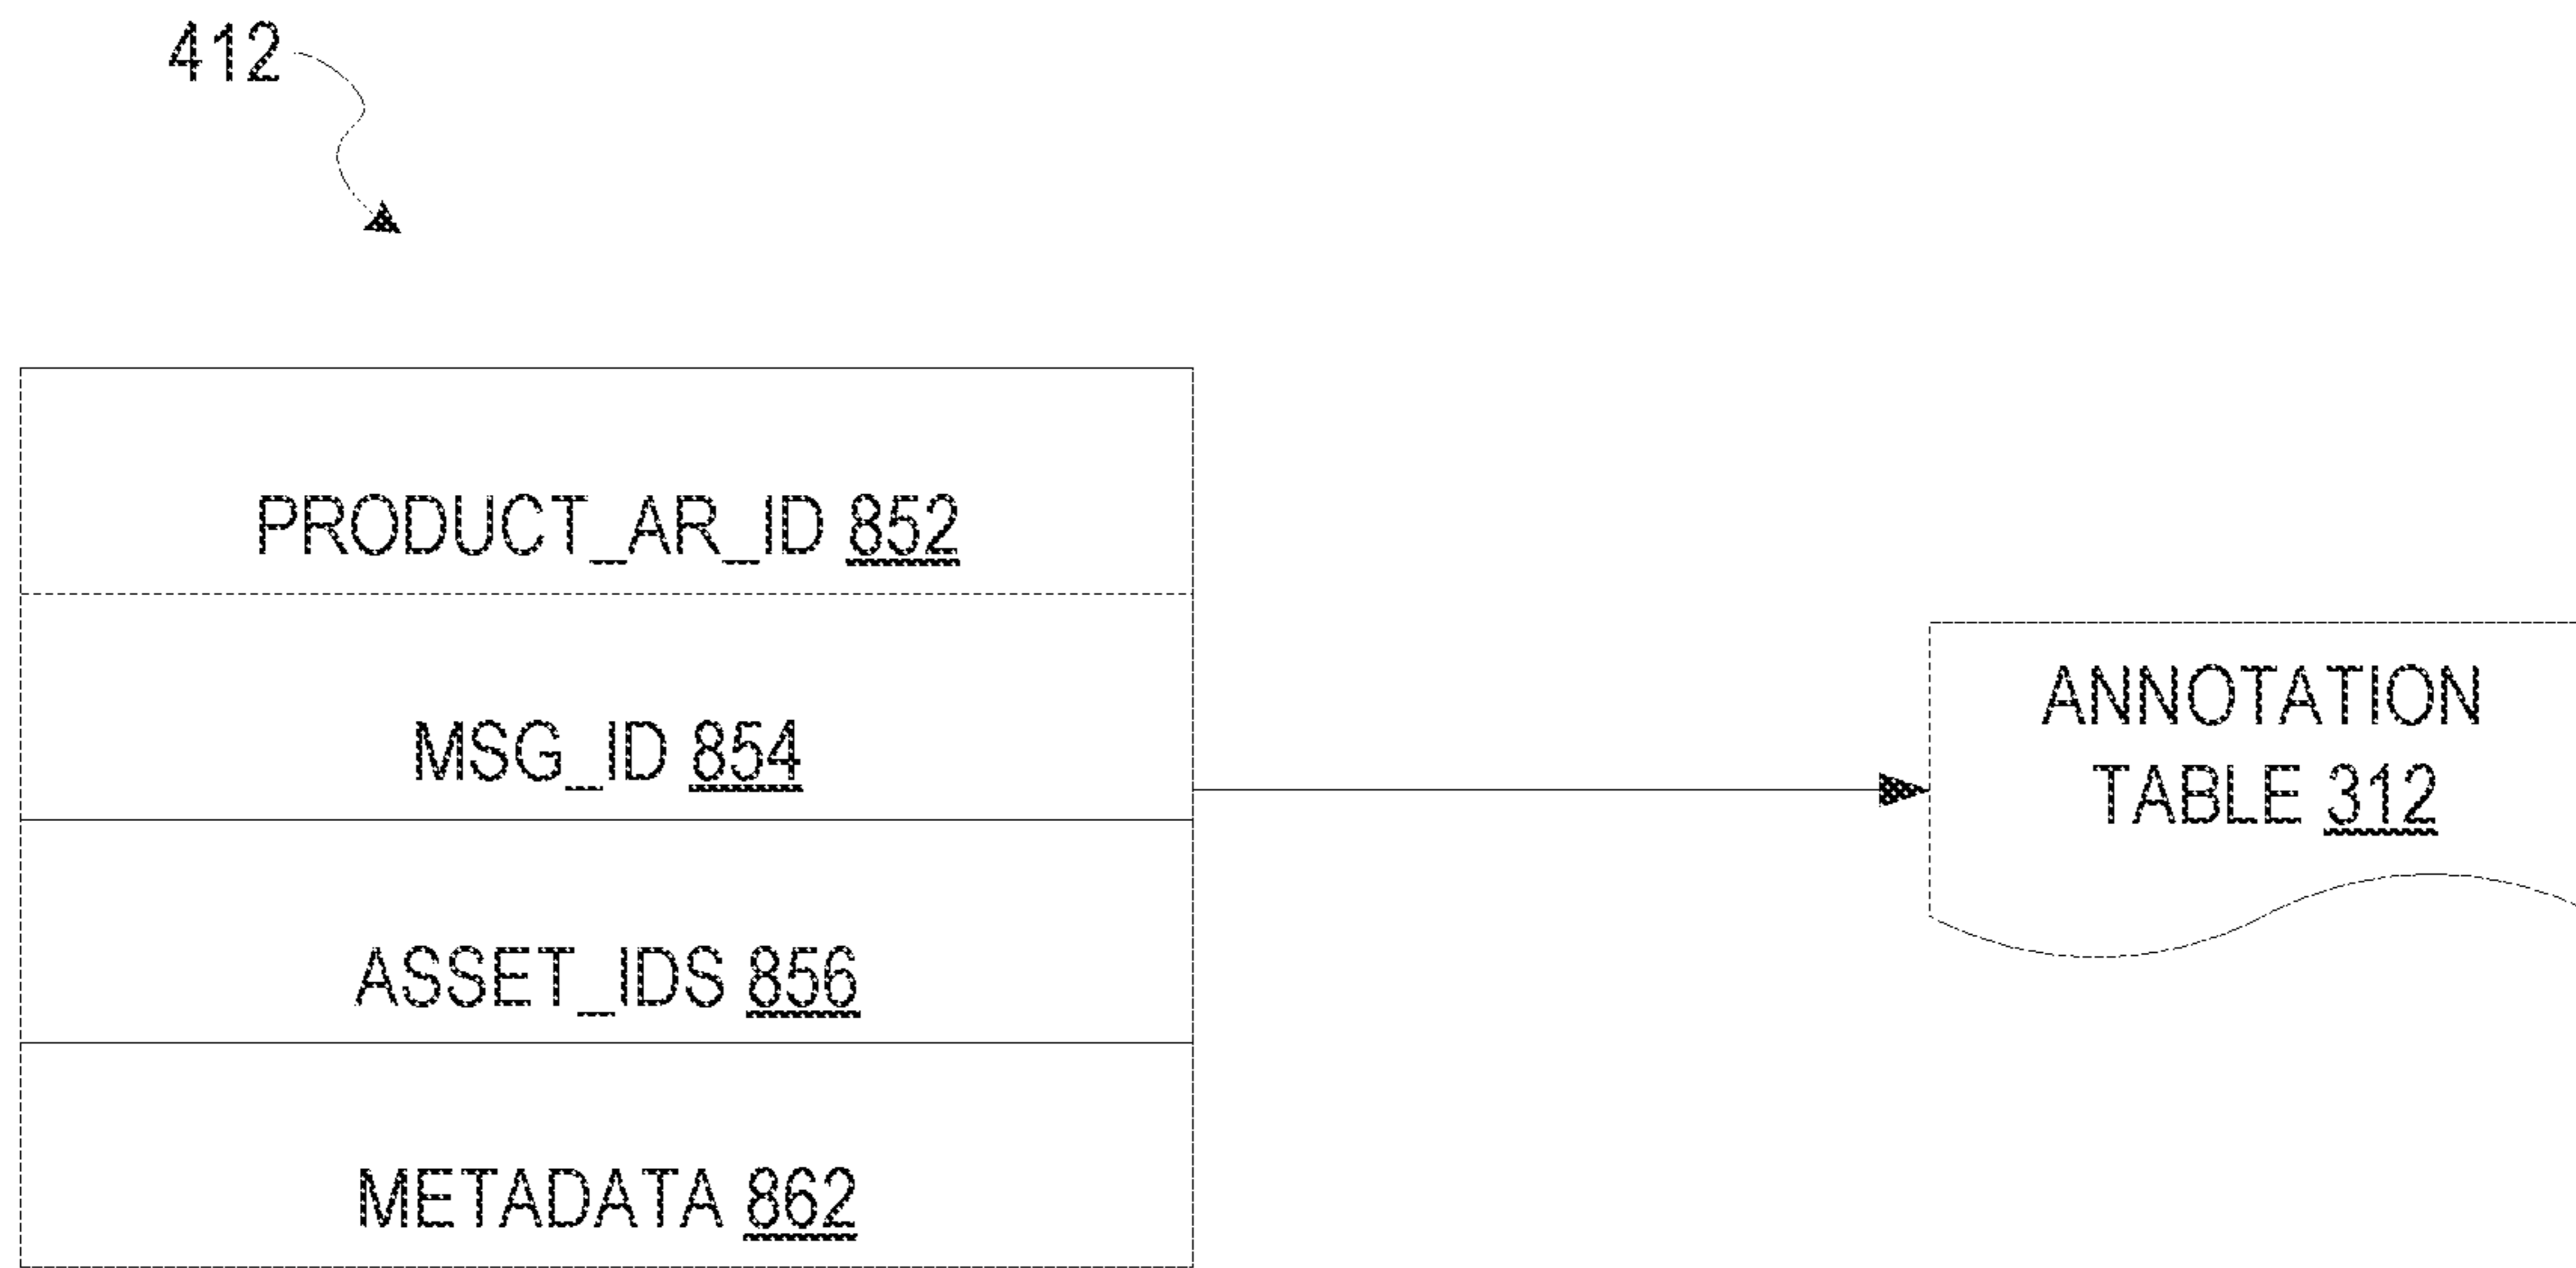 412
PRODUCT_AR_ID 852
MSG_ID 854
ANNOTATION
TABLE 312
ASSET_IDS 856
METADATA 862